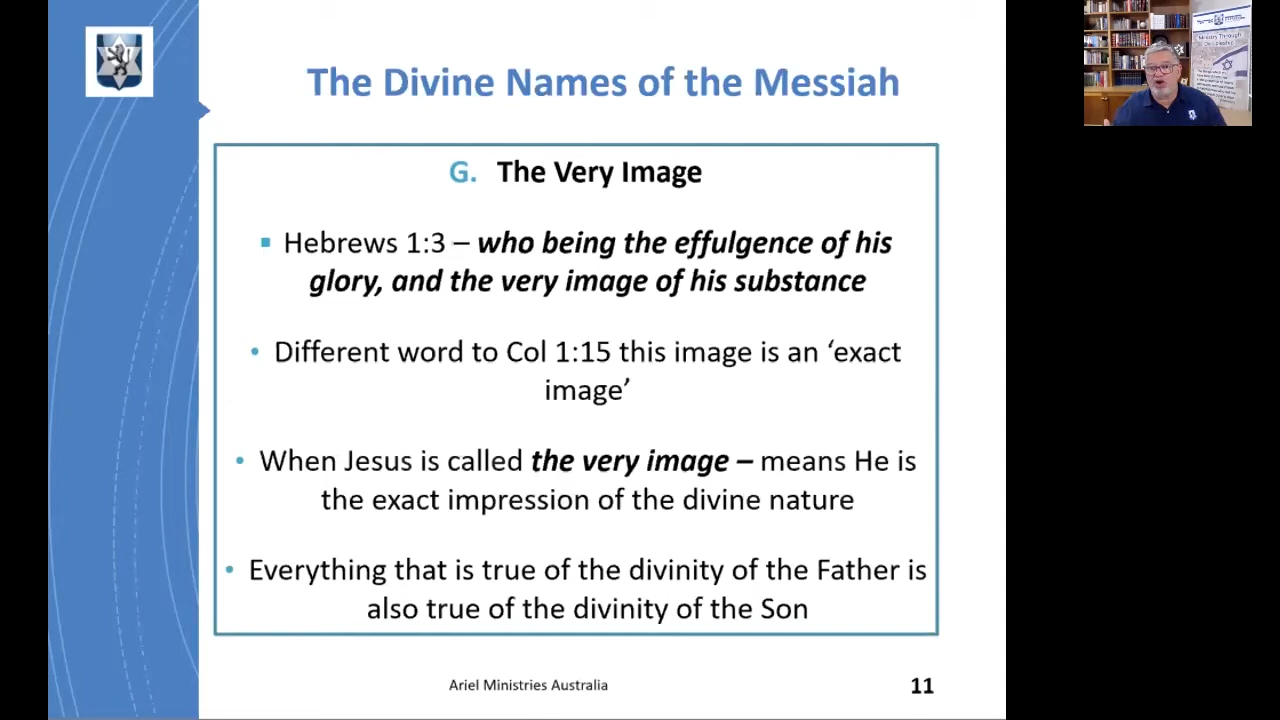 The Divine Names of the Messiah
G. The Very Image
▪ Hebrews 1:3 – who being the effulgence of his
glory, and the very image of his substance
• Different word to Col 1:15 this image is an ‘exact
image’
• When Jesus is called the very image – means He is
the exact impression of the divine nature
• Everything that is true of the divinity of the Father is
also true of the divinity of the Son
Ariel Ministries Australia
11
Ministry Through